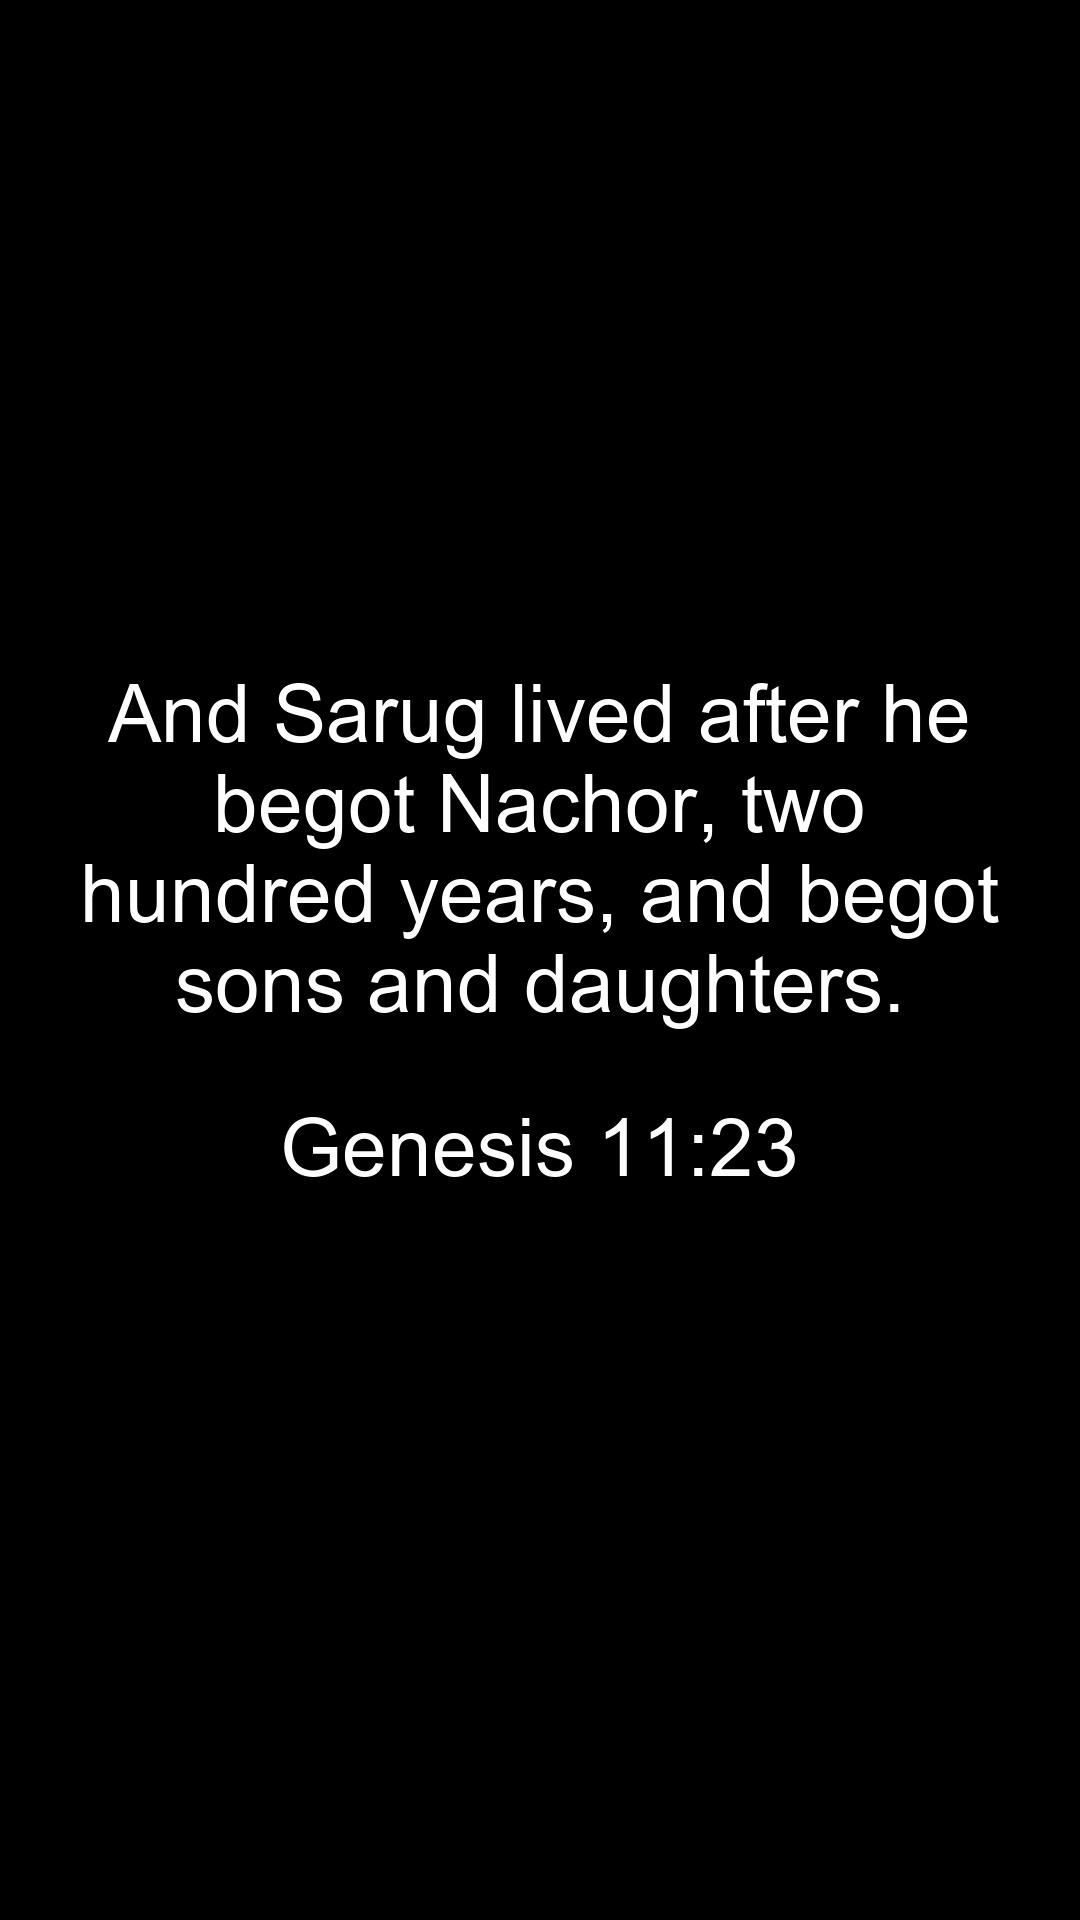 And Sarug lived after he
begot Nachor, two
hundred years, and begot
sons and daughters.
Genesis 11:23